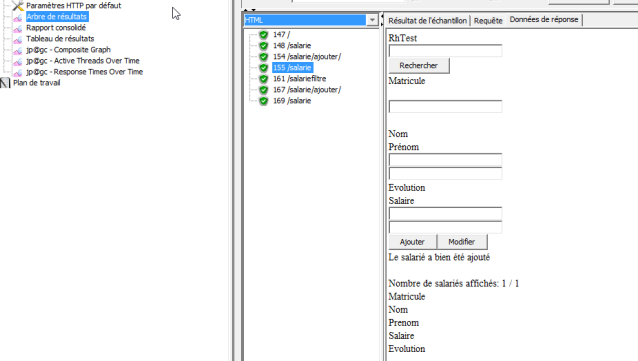 Paramètres HTTP par défaut
Arbre de résultats
Rapport consolidé
Tableau de résultats
jp@gc - Composite Graph
jp@gc - Active Threads Over Time
jp@gc - Response Times Over Time
Plan de travail
HTML
147 /
148 /salarie
154 /salarie/ajouter/
155 /salarie
161 /salariefiltre
167 /salarie/ajouter/
169 /salarie
Résultat de l'échantillon Requête Données de réponse
RhTest
Rechercher
Matricule
Nom
Prénom
Evolution
Salaire
Ajouter Modifier
Le salarié a bien été ajouté
Nombre de salariés affichés: 1 / 1
Matricule
Nom
Prenom
Salaire
Evolution